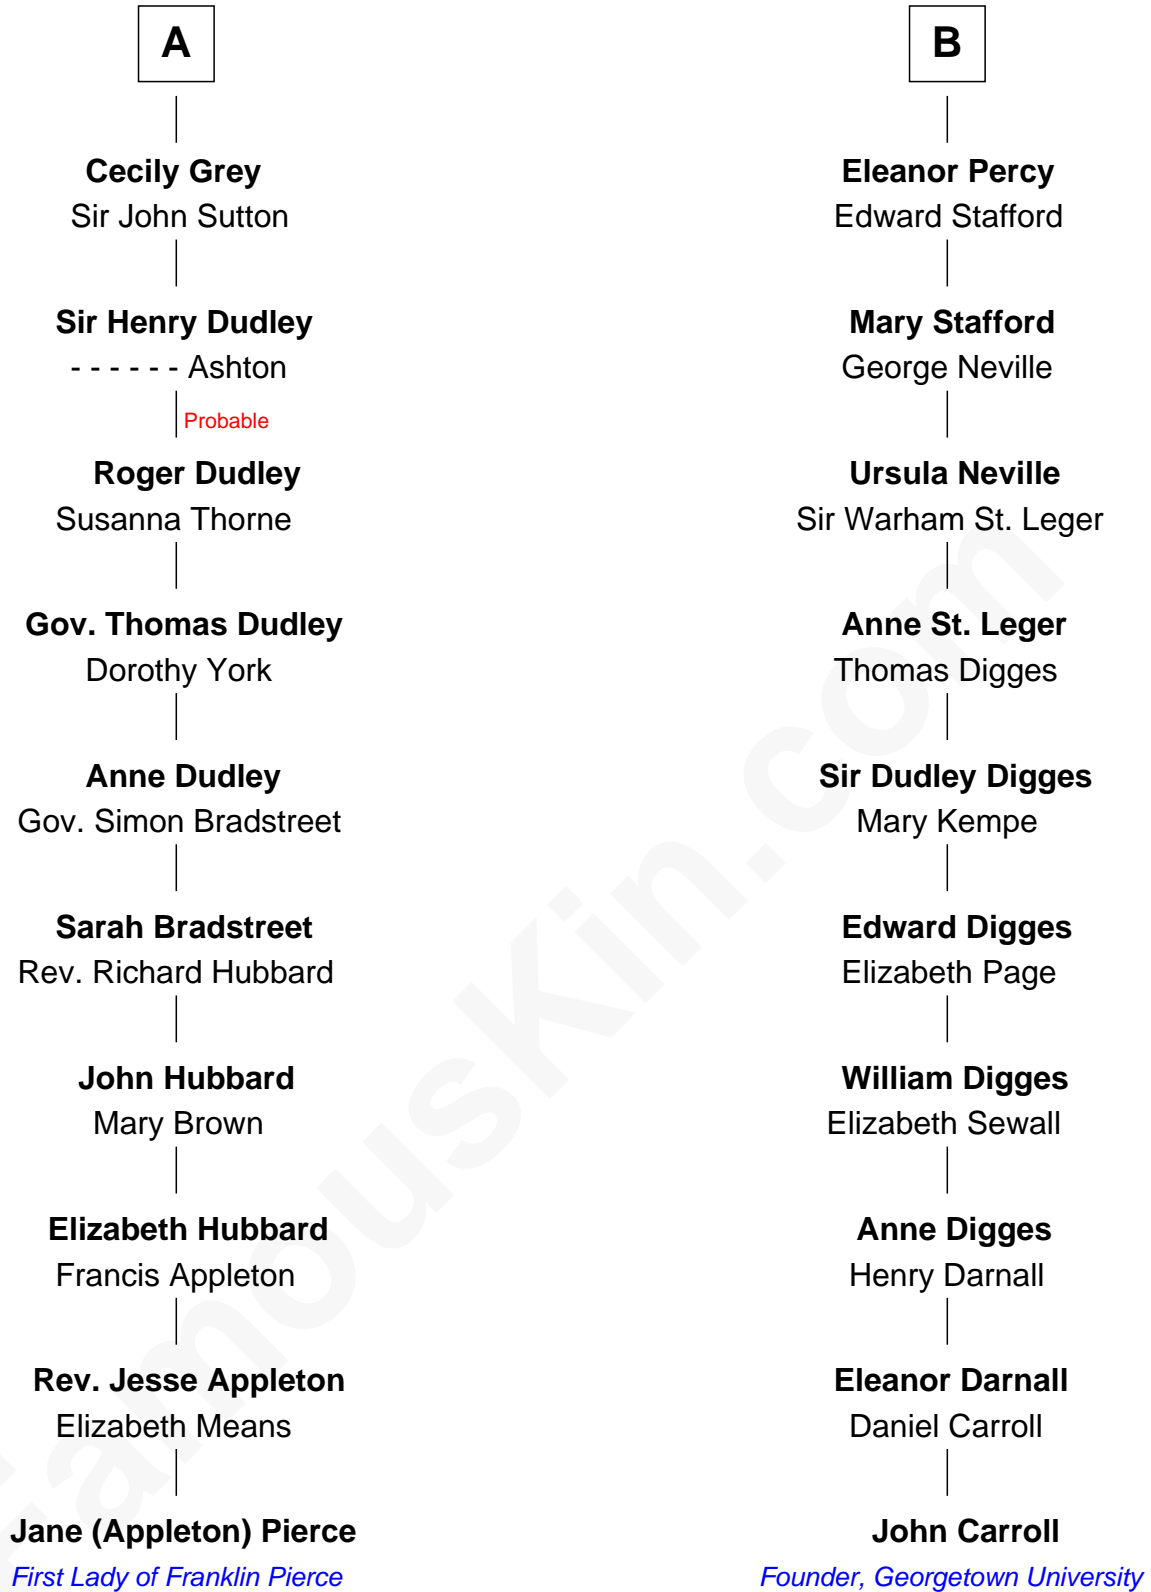 A
Cecily Grey
Sir John Sutton
Sir Henry Dudley
- - - - - - Ashton
Probable
Roger Dudley
Susanna Thorne
Gov. Thomas Dudley
Dorothy York
Anne Dudley
Gov. Simon Bradstreet
Sarah Bradstreet
Rev. Richard Hubbard
John Hubbard
Mary Brown
Elizabeth Hubbard
Francis Appleton
Rev. Jesse Appleton
Elizabeth Means
Jane (Appleton) Pierce
First Lady of Franklin Pierce
B
Eleanor Percy
Edward Stafford
Mary Stafford
George Neville
Ursula Neville
Sir Warham St. Leger
Anne St. Leger
Thomas Digges
Sir Dudley Digges
Mary Kempe
Edward Digges
Elizabeth Page
William Digges
Elizabeth Sewall
Anne Digges
Henry Darnall
Eleanor Darnall
Daniel Carroll
John Carroll
Founder, Georgetown University
FamousKin.com